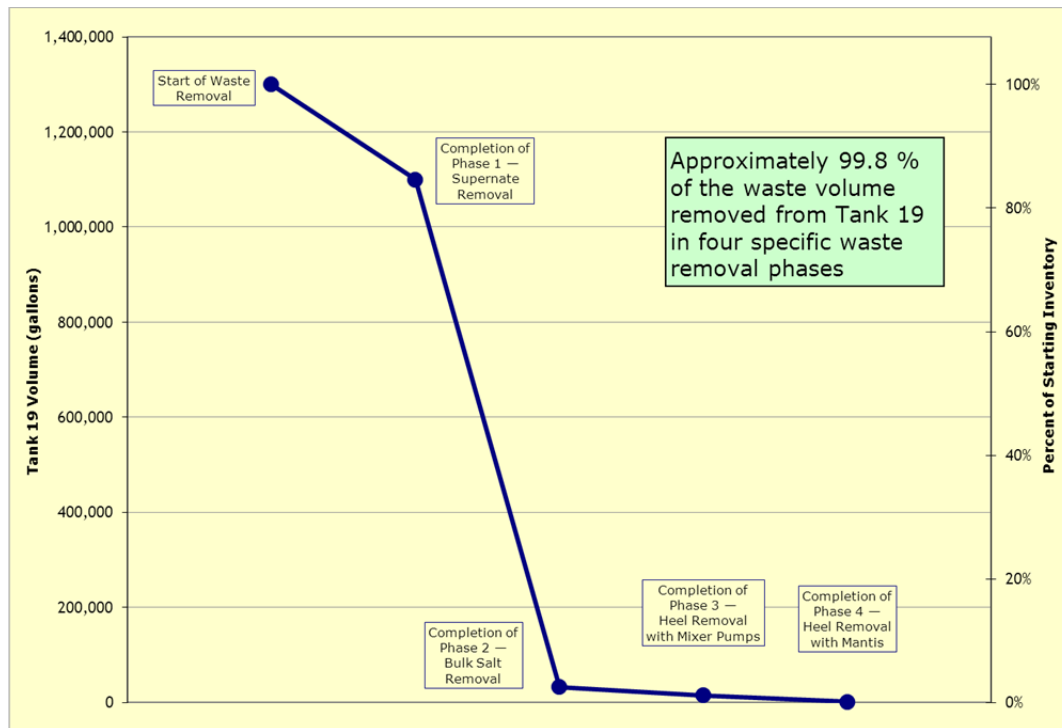 1,400,000
1,200,000
1,000,000
800,000
600,000
400,000
200,000
0
Tank 19 Volume (gallons)
Start of Waste
Removal
Completion of
Phase 1 —
Supernate
Removal
Approximately 99.8 %
of the waste volume
removed from Tank 19
in four specific waste
removal phases
Completion of
Phase 2 —
Bulk Salt
Removal
Completion of
Phase 3 —
Heel Removal
with Mixer Pumps
Completion of
Phase 4 —
Heel Removal
with Mantis
100%
80%
60%
40%
20%
0%
Percent of Starting Inventory